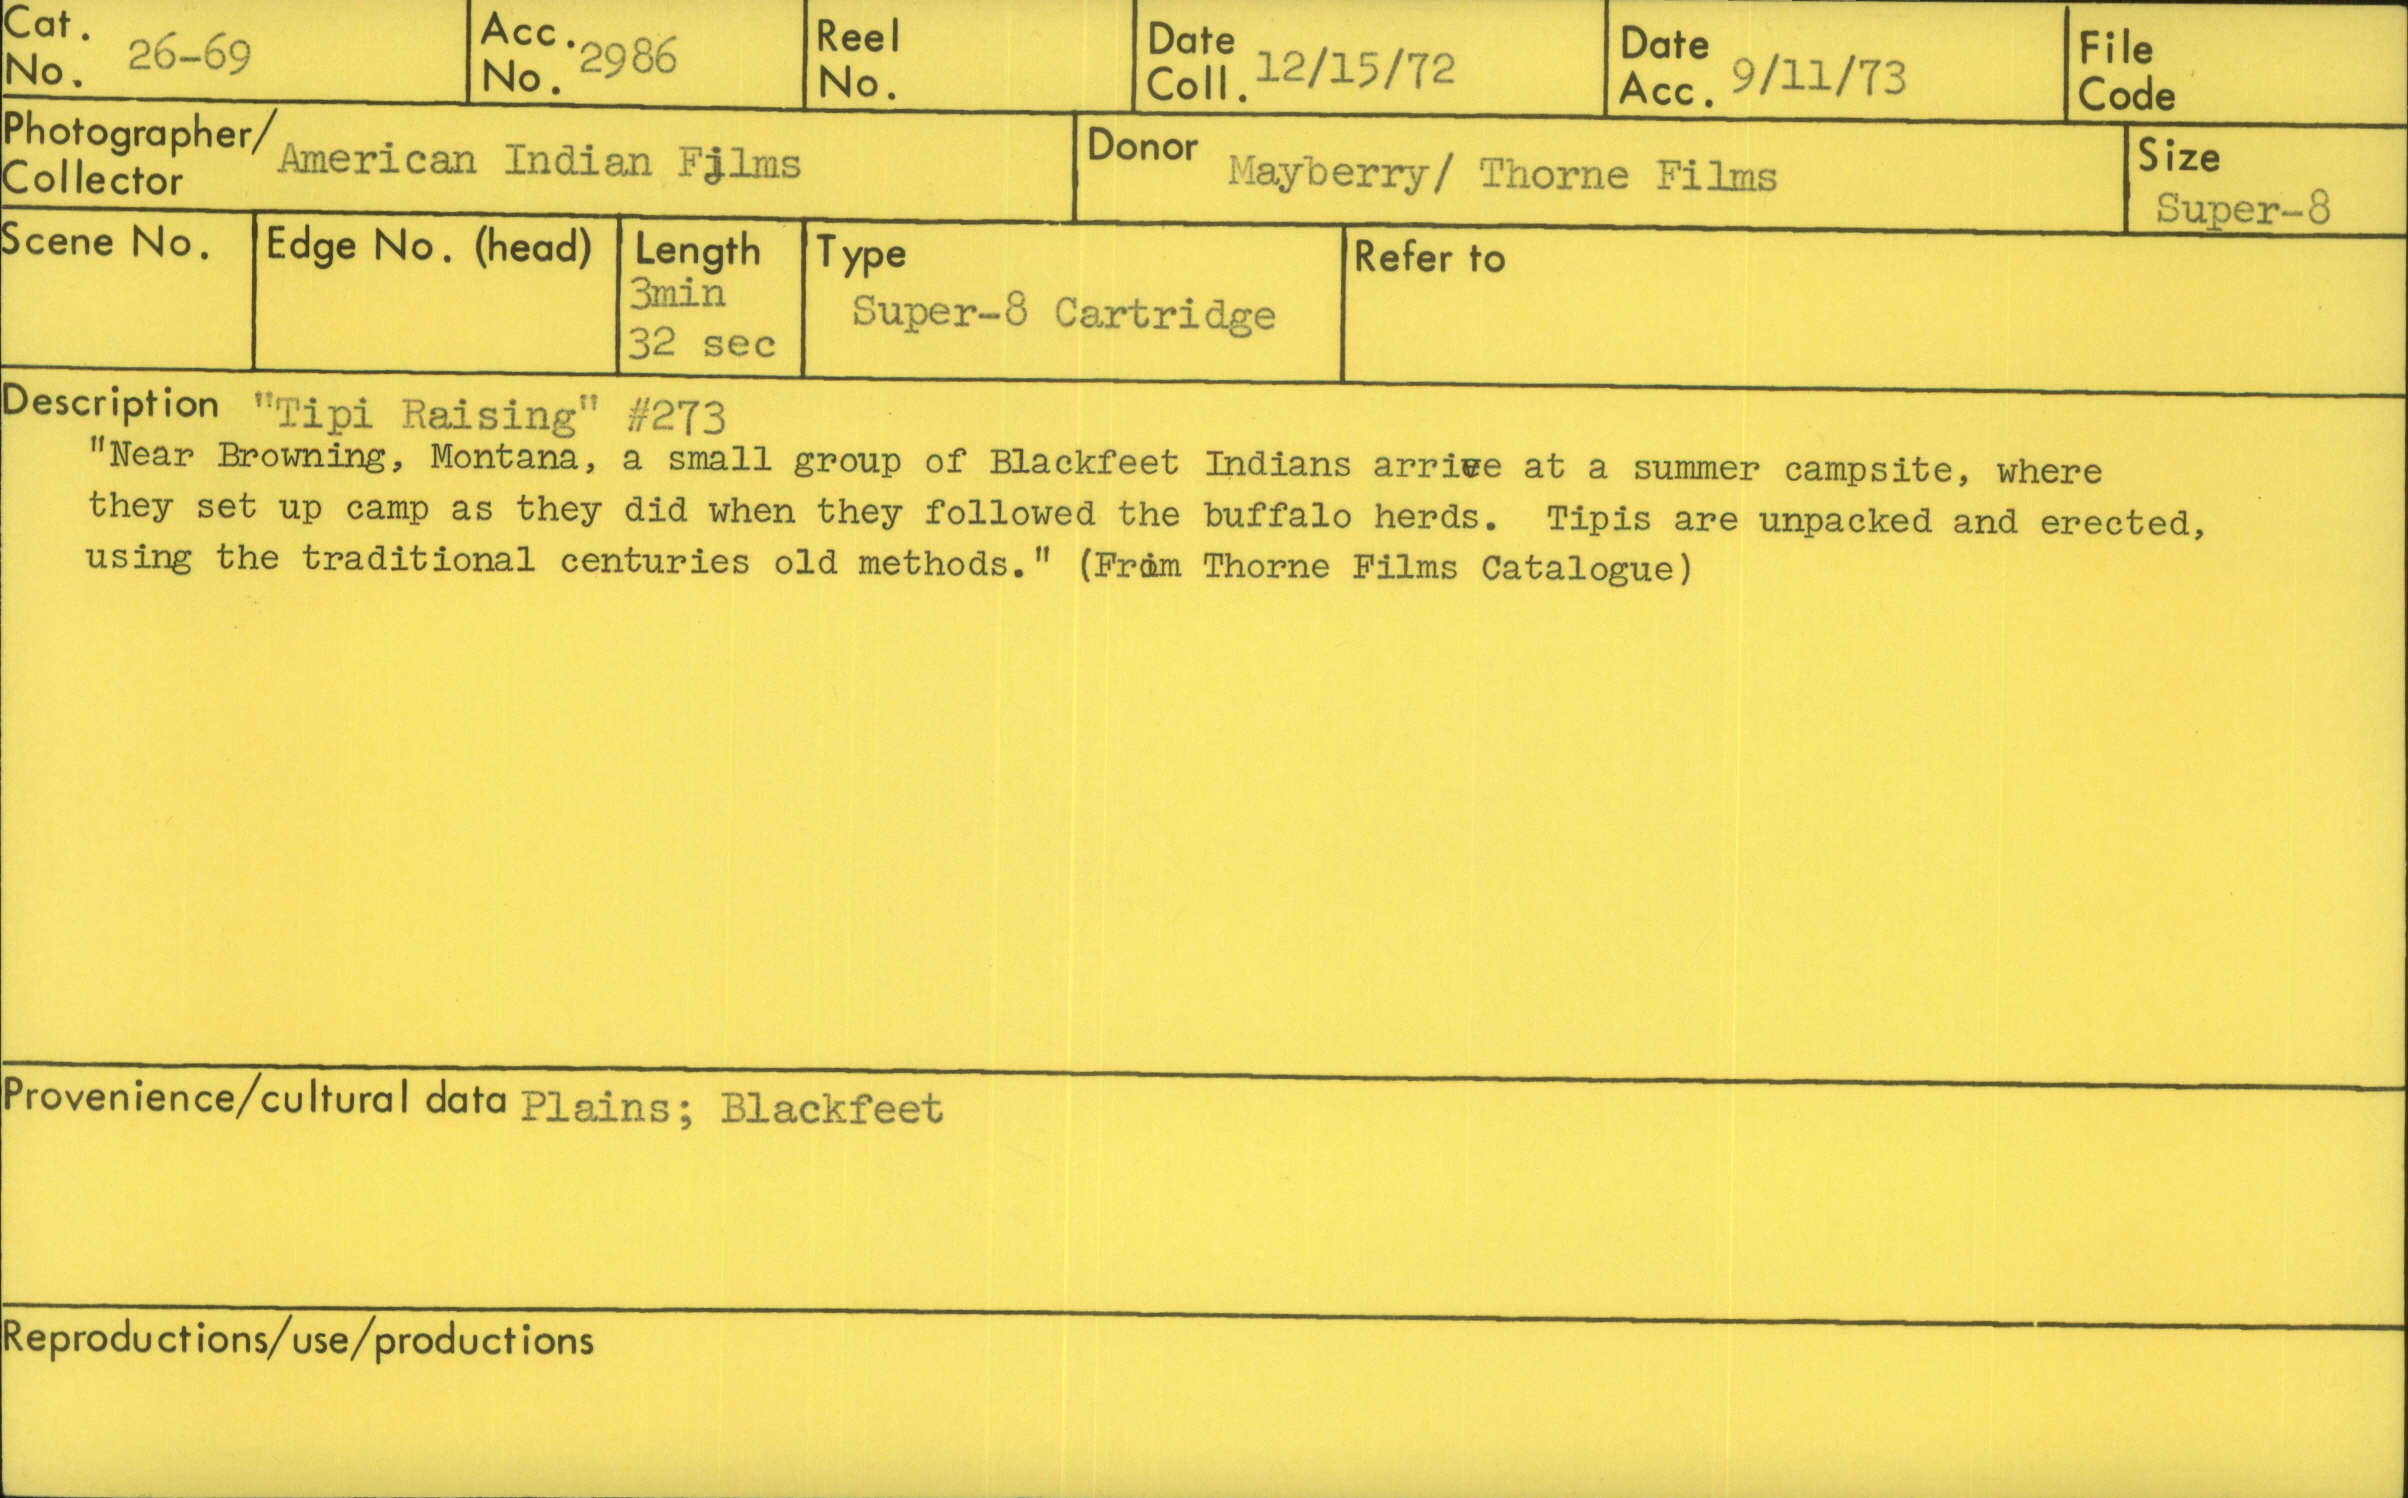 Cat. No. 26-69
Acc. No. 2986
Reel No.
Date Coll. 12/15/72
Date Acc. 9/11/73
File Code
Photographer/ Collector American Indian Films
Donor Mayberry/ Thorne Films
Size Super-8
Scene No.
Edge No. (head)
Length 3min 32 sec
Type Super-8 Cartridge
Refer to
Description "Tipi Raising" #273
"Near Browning, Montana, a small group of Blackfeet Indians arrive at a summer campsite, where
they set up camp as they did when they followed the buffalo herds. Tipis are unpacked and erected,
using the traditional centuries old methods." (From Thorne Films Catalogue)
Provenience/cultural data Plains; Blackfeet
Reproductions/use/productions